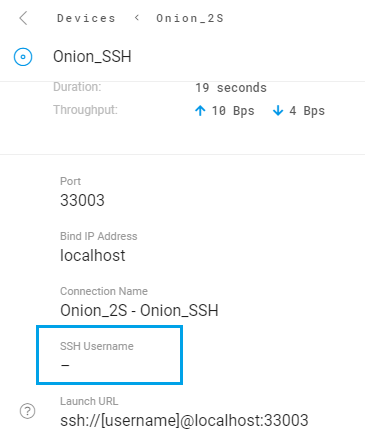 Devices < Onion_2S
Onion_SSH
Duration: 19 seconds
Throughput: ↑ 10 Bps ↓ 4 Bps
Port
33003
Bind IP Address
localhost
Connection Name
Onion_2S - Onion_SSH
SSH Username
–
Launch URL
? ssh://[username]@localhost:33003